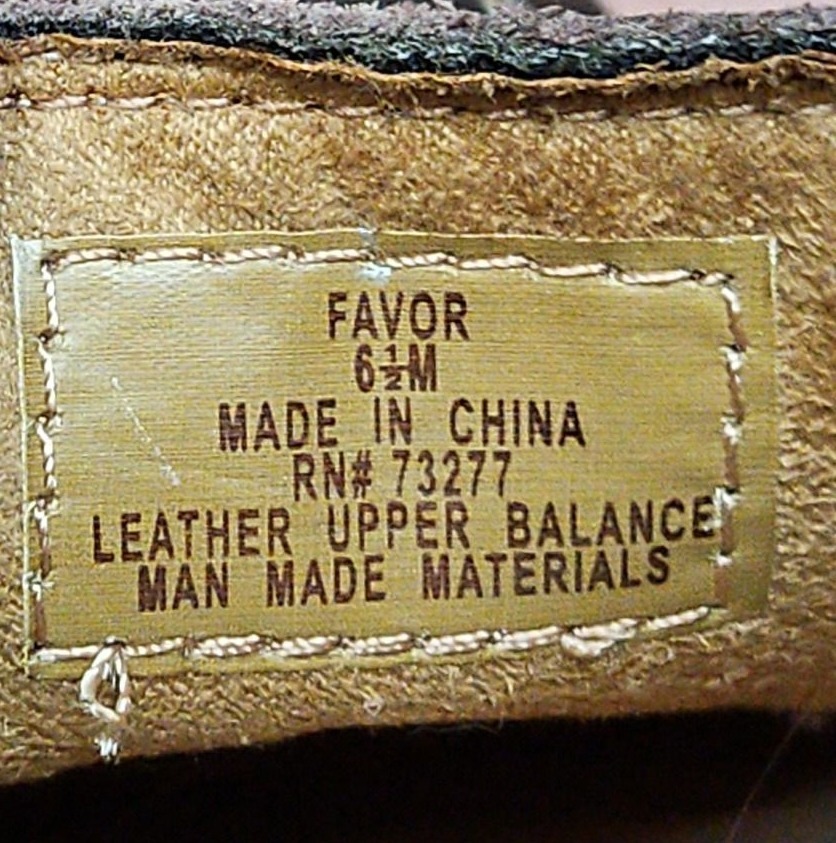 FAVOR
6½M
MADE IN CHINA
RN# 73277
LEATHER UPPER BALANCE
MAN MADE MATERIALS